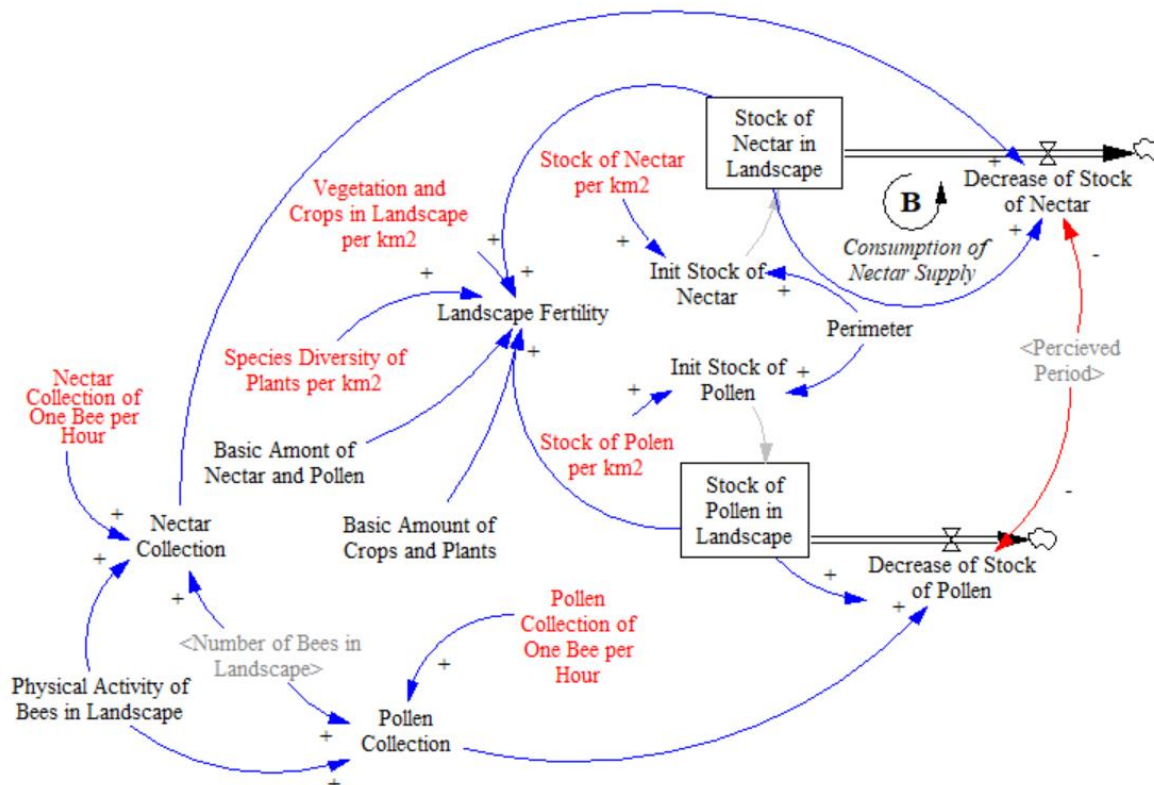 Stock of
Nectar in
Landscape
Stock of Nectar
per km2
Vegetation and
Crops in Landscape
per km2
+
Decrease of Stock
of Nectar
B
+
+
Consumption of
Nectar Supply
-
+
+
+
Init Stock of
Nectar
+
Landscape Fertility
Perimeter
+
Species Diversity of
Plants per km2
<Percieved
Period>
Init Stock of
Pollen
+
+
Nectar
Collection of
One Bee per
Hour
Stock of Polen
per km2
Basic Amont of
Nectar and Pollen
Stock of
Pollen in
Landscape
-
Basic Amount of
Crops and Plants
+
Nectar
Collection
+
Decrease of Stock
of Pollen
+
+
+
Pollen
Collection of
One Bee per
Hour
<Number of Bees in
Landscape>
+
Physical Activity of
Bees in Landscape
Pollen
Collection
+
+